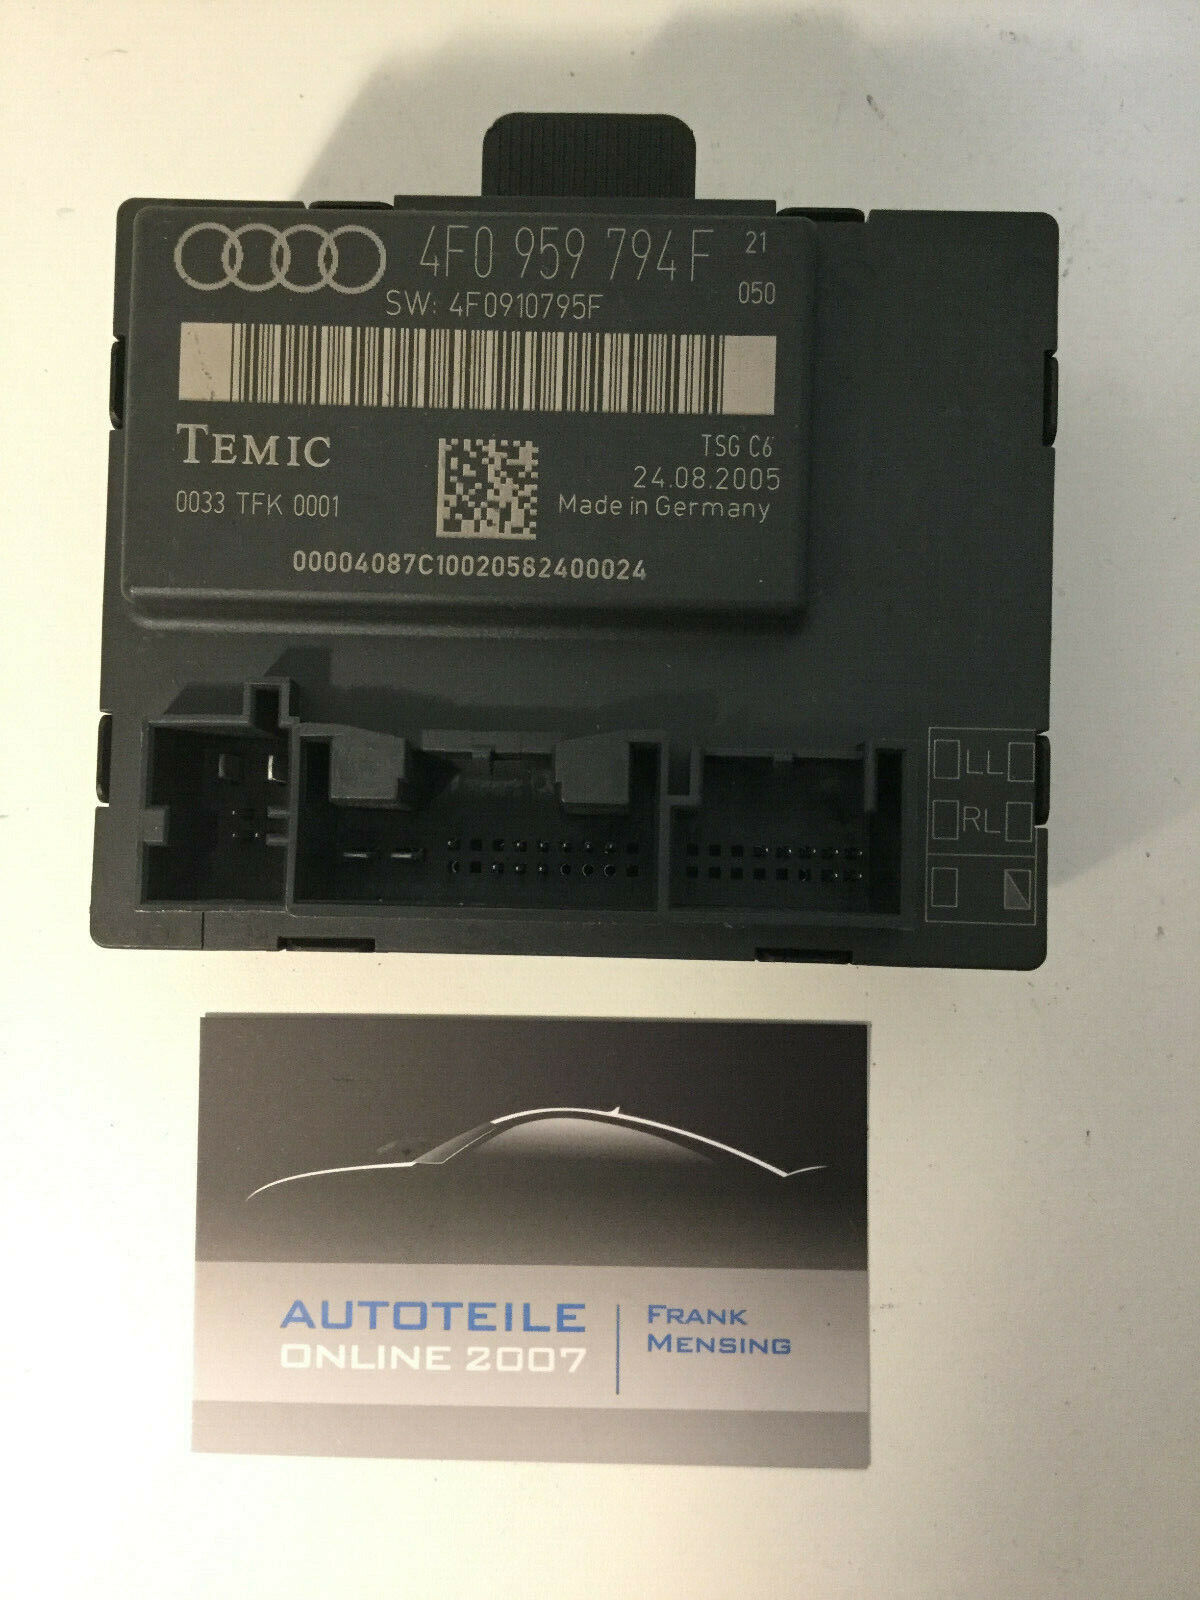 4F0 959 794 F 21
SW: 4F0910795F 050
TEMIC
TSG C6
24.08.2005
0033 TFK 0001
Made in Germany
00004087C10020582400024
LL
RL
AUTOTEILE
ONLINE 2007
FRANK
MENSING